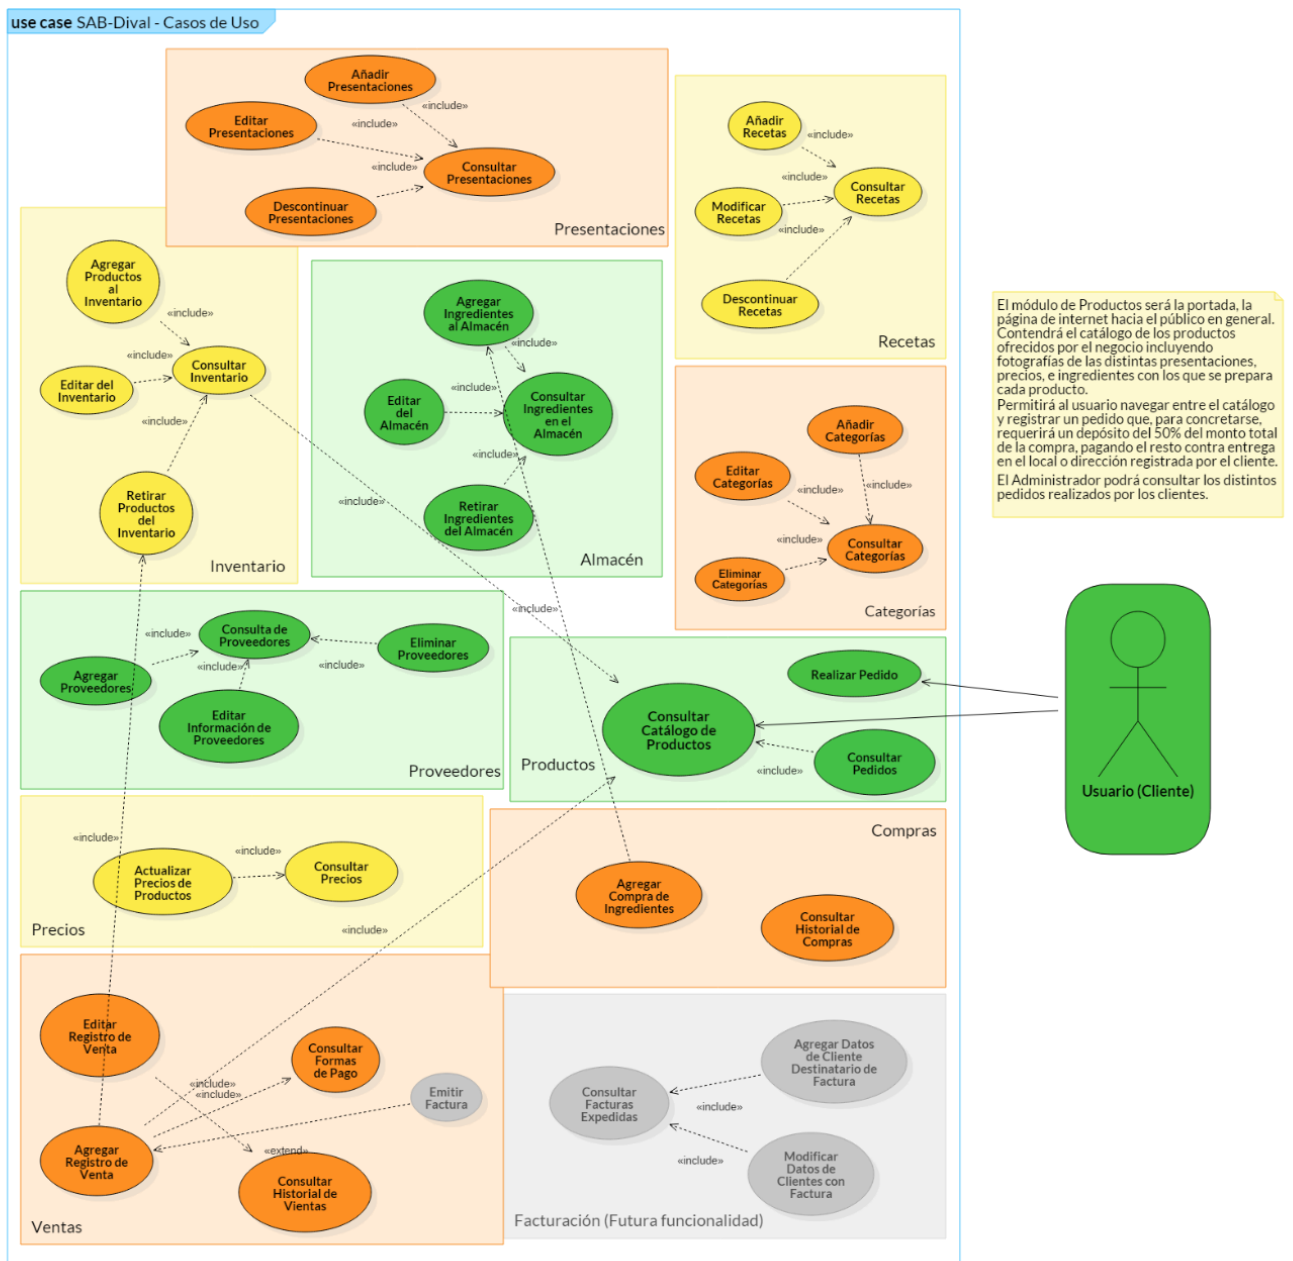 use case SAB-Dival - Casos de Uso
Añadir
Presentaciones
«include»
Editar
Presentaciones
«include»
«include»
Consultar
Presentaciones
Descontinuar
Presentaciones
Presentaciones
Añadir
Recetas
«include»
«include»
Consultar
Recetas
Modificar
Recetas
«include»
Descontinuar
Recetas
Recetas
Agregar
Productos
al
Inventario
«include»
«include»
Consultar
Inventario
Editar del
Inventario
«include»
Retirar
Productos
del
Inventario
Inventario
Agregar
Ingredientes
al Almacén
«include»
«include»
Editar
del
Almacén
Consultar
Ingredientes
en el
Almacén
«include»
Retirar
Ingredientes
del Almacén
Almacén
«include»
«include»
Añadir
Categorías
Editar
Categorías
«include»
«include»
«include»
Consultar
Categorías
Eliminar
Categorías
Categorías
El módulo de Productos será la portada, la
página de internet hacia el público en general.
Contendrá el catálogo de los productos
ofrecidos por el negocio incluyendo
fotografías de las distintas presentaciones,
precios, e ingredientes con los que se prepara
cada producto.
Permitirá al usuario navegar entre el catálogo
y registrar un pedido que, para concretarse,
requerirá un depósito del 50% del monto total
de la compra, pagando el resto contra entrega
en el local o dirección registrada por el cliente.
El Administrador podrá consultar los distintos
pedidos realizados por los clientes.
«include»
Consulta de
Proveedores
Eliminar
Proveedores
«include»
«include»
Agregar
Proveedores
Editar
Información de
Proveedores
Proveedores
Realizar Pedido
Consultar
Catálogo de
Productos
Consultar
Pedidos
«include»
Productos
Usuario (Cliente)
«include»
«include»
Actualizar
Precios de
Productos
Consultar
Precios
Precios
«include»
Compras
Agregar
Compra de
Ingredientes
Consultar
Historial de
Compras
Editar
Registro de
Venta
Consultar
Formas
de Pago
«include»
«include»
Emitir
Factura
Agregar
Registro de
Venta
«extend»
Consultar
Historial de
Vientas
Ventas
Agregar Datos
de Cliente
Destinatario de
Factura
Consultar
Facturas
Expedidas
«include»
«include»
Modificar
Datos de
Clientes con
Factura
Facturación (Futura funcionalidad)